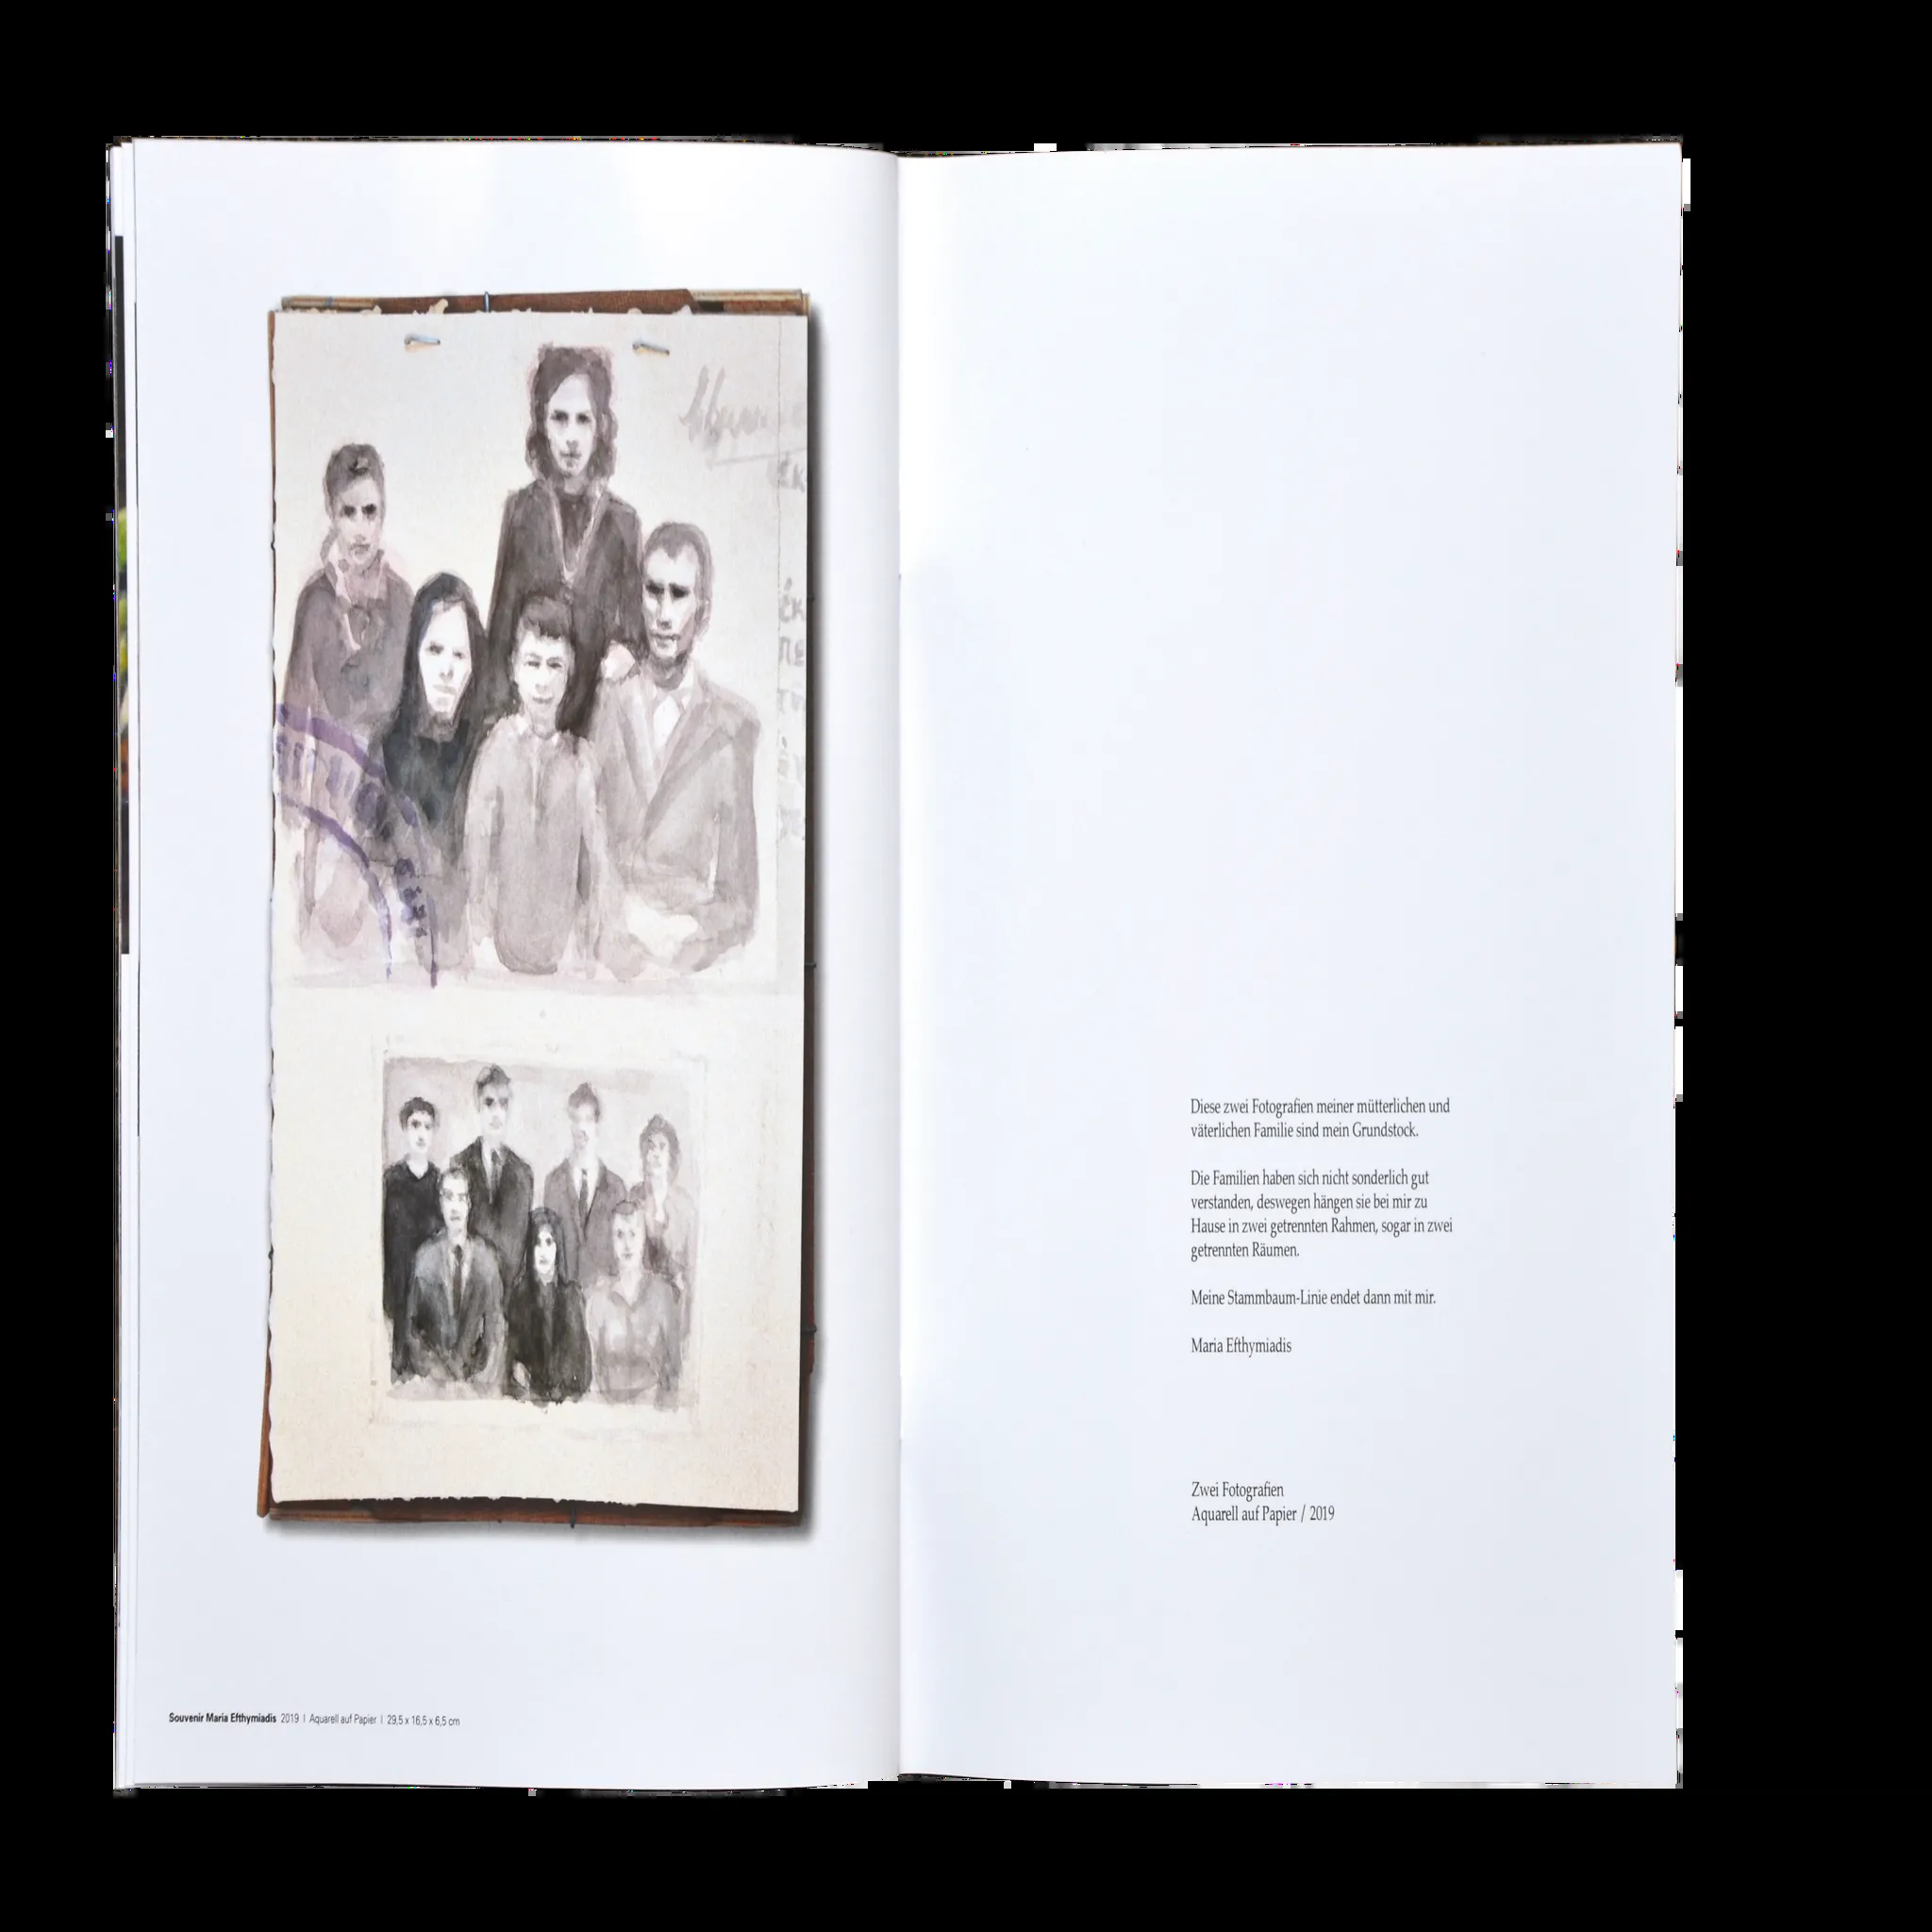 Diese zwei Fotografien meiner mütterlichen und
väterlichen Familie sind mein Grundstock.
Die Familien haben sich nicht sonderlich gut
verstanden, deswegen hängen sie bei mir zu
Hause in zwei getrennten Rahmen, sogar in zwei
getrennten Räumen.
Meine Stammbaum-Linie endet dann mit mir.
Maria Efthymiadis
Zwei Fotografien
Aquarell auf Papier / 2019
Souvenir Maria Efthymiadis 2019 | Aquarell auf Papier | 29,5 x 16,5 x 6,5 cm